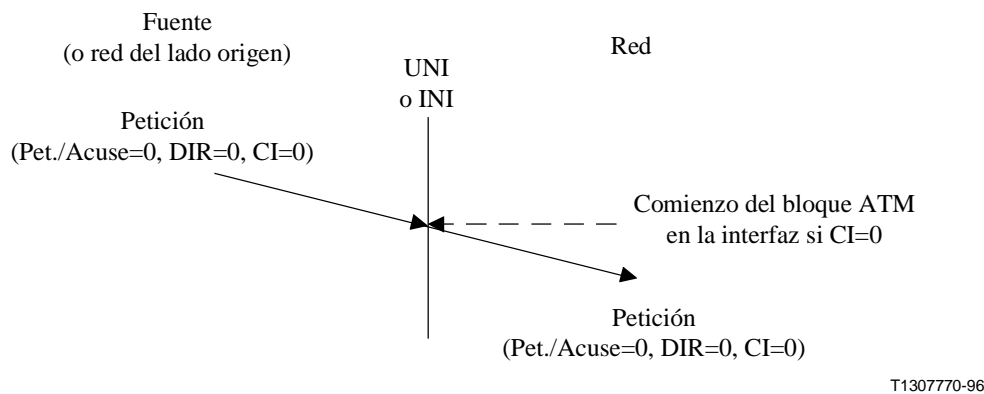 Fuente
(o red del lado origen)
Red
UNI
o INI
Petición
(Pet./Acuse=0, DIR=0, CI=0)
Comienzo del bloque ATM
en la interfaz si CI=0
Petición
(Pet./Acuse=0, DIR=0, CI=0)
T1307770-96